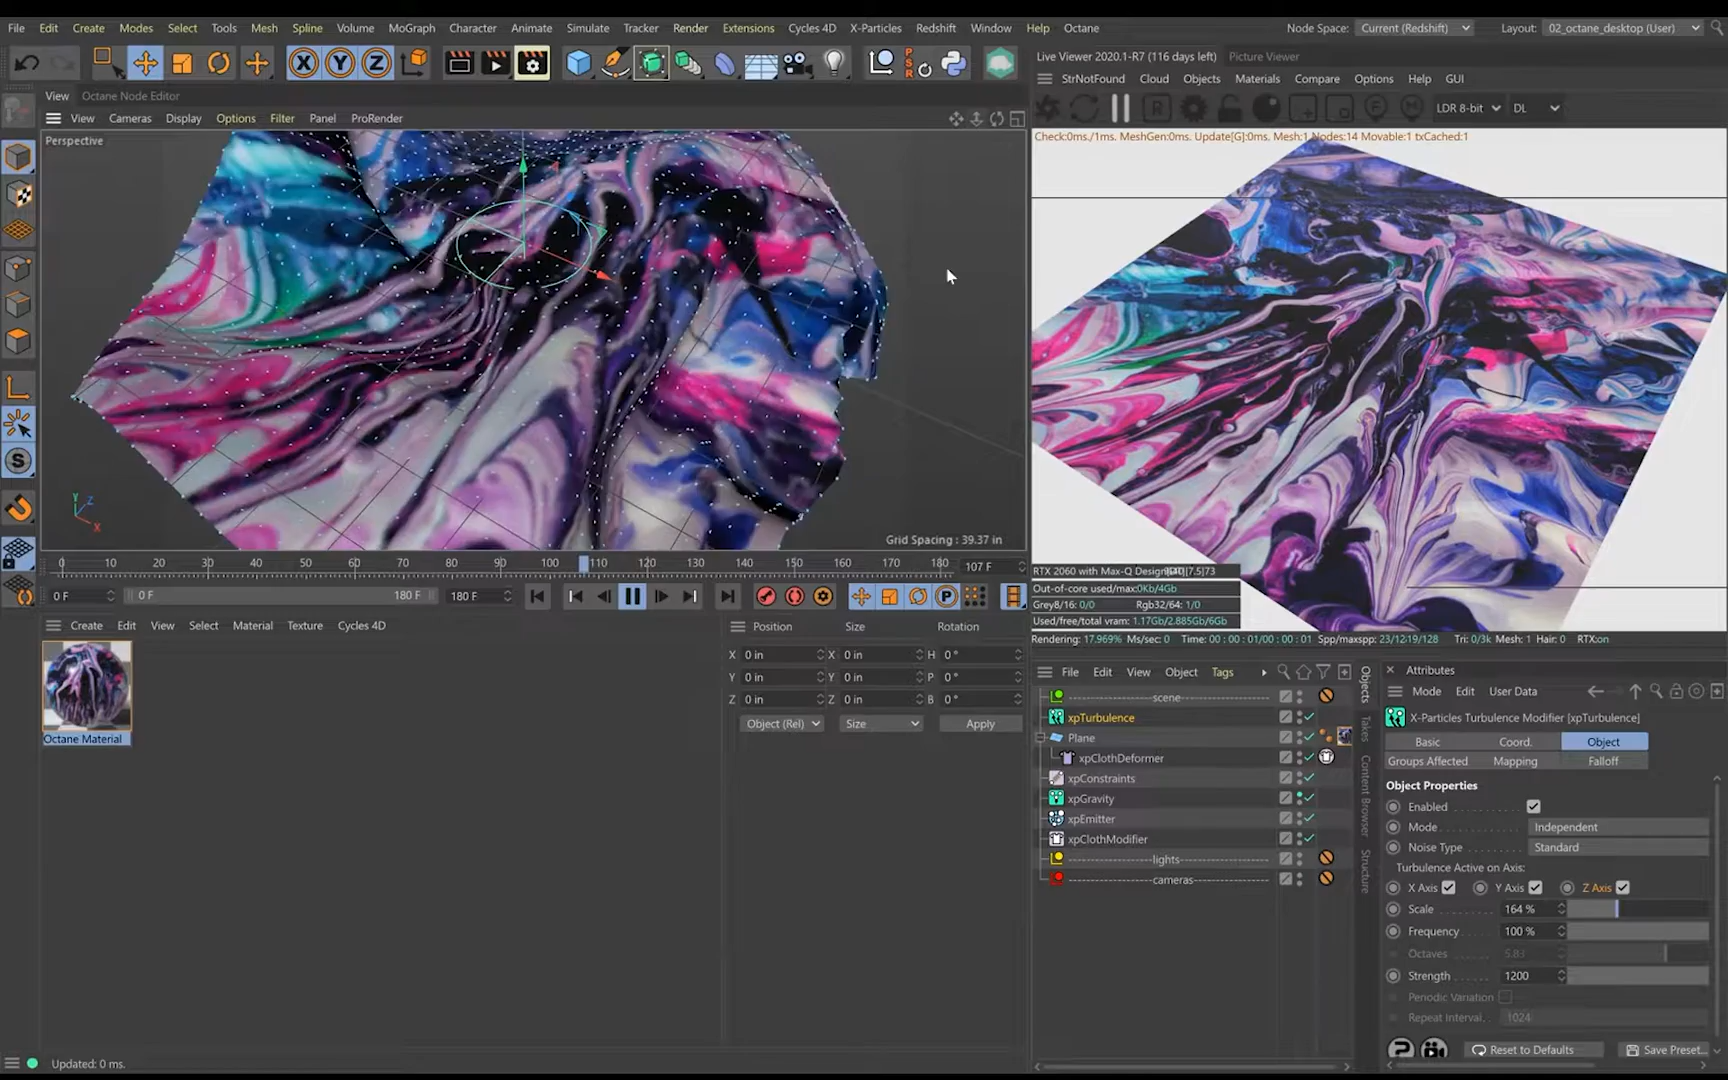 File Edit Create Modes Select Tools Mesh Spline Volume MoGraph Character Animate Simulate Tracker Render Extensions Cycles 4D X-Particles Redshift Window Help Octane Node Space: Current (Redshift) Layout: 02_octane_desktop (User)
X Y Z PSR
Live Viewer 2020.1-R7 (116 days left) Picture Viewer
StrNotFound Cloud Objects Materials Compare Options Help GUI
View Octane Node Editor
R F M LDR 8-bit DL
View Cameras Display Options Filter Panel ProRender
Perspective
Check:0ms./1ms. MeshGen:0ms. Update[G]:0ms. Mesh:1 Nodes:14 Movable:1 txCached:1
S
Y Z X
Grid Spacing : 39.37 in
0 10 20 30 40 50 60 70 80 90 100 110 120 130 140 150 160 170 180 107 F
0 F 0 F 180 F 180 F
P
RTX 2060 with Max-Q Design
Out-of-core used/max:0Kb/4Gb
Grey8/16: 0/0 Rgb32/64: 1/0
Used/free/total vram: 1.17Gb/2.885Gb/6Gb
Rendering: 17.969% Ms/sec: 0 Time: 00 : 00 : 01/00 : 00 : 01 Spp/maxspp: 23/12:19/128 Tri: 0/3k Mesh: 1 Hair: 0 RTX:on
Create Edit View Select Material Texture Cycles 4D
Octane Material
Position Size Rotation
X 0 in X 0 in H 0 °
Y 0 in Y 0 in P 0 °
Z 0 in Z 0 in B 0 °
Object (Rel) Size Apply
File Edit View Object Tags
scene
xpTurbulence
Plane
xpClothDeformer
xpConstraints
xpGravity
xpEmitter
xpClothModifier
lights
cameras
Objects
Takes
Content Browser
Structure
Attributes
Mode Edit User Data
X-Particles Turbulence Modifier [xpTurbulence]
Basic Coord. Object
Groups Affected Mapping Falloff
Object Properties
Enabled
Mode Independent
Noise Type Standard
Turbulence Active on Axis:
X Axis Y Axis Z Axis
Scale 164 %
Frequency 100 %
Octaves 5.83
Strength 1200
Periodic Variation
Repeat Interval. 1024
Reset to Defaults Save Preset...
Updated: 0 ms.